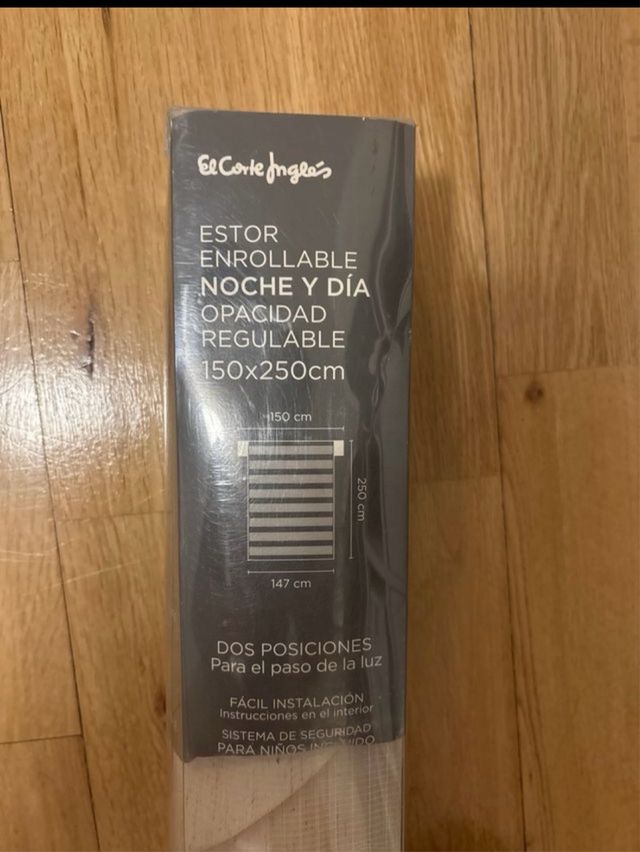 El Corte Inglés
ESTOR
ENROLLABLE
NOCHE Y DÍA
OPACIDAD
REGULABLE
150x250cm
150 cm
250 cm
147 cm
DOS POSICIONES
Para el paso de la luz
FÁCIL INSTALACIÓN
Instrucciones en el interior
SISTEMA DE SEGURIDAD
PARA NIÑOS INCLUIDO